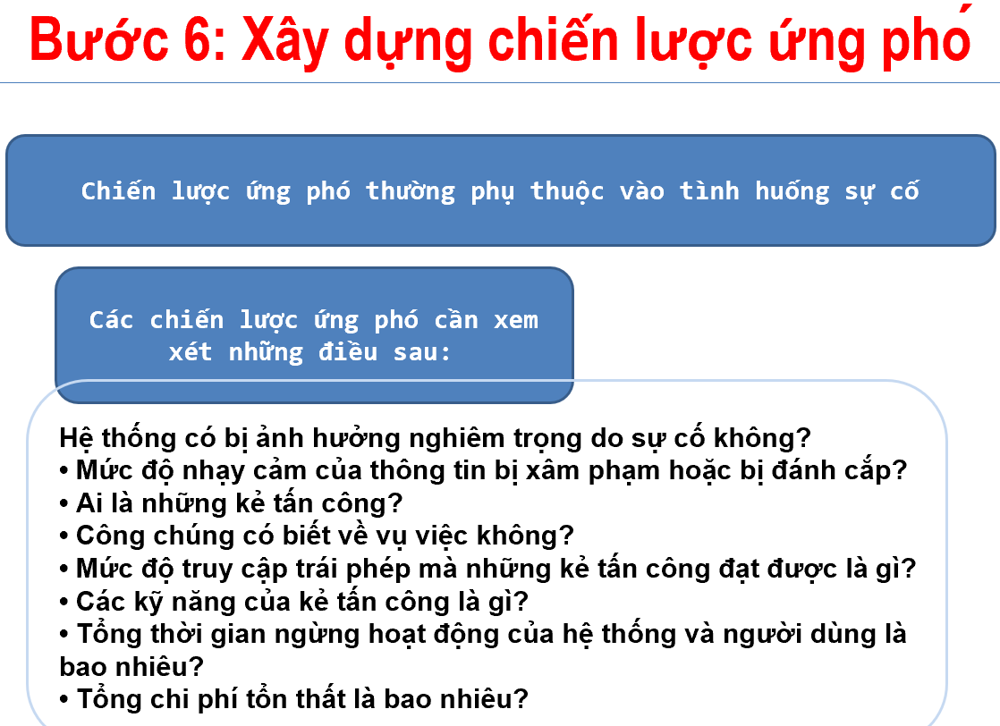 Bước 6: Xây dựng chiến lược ứng phó
Chiến lược ứng phó thường phụ thuộc vào tình huống sự cố
Các chiến lược ứng phó cần xem
xét những điều sau:
Hệ thống có bị ảnh hưởng nghiêm trọng do sự cố không?
• Mức độ nhạy cảm của thông tin bị xâm phạm hoặc bị đánh cắp?
• Ai là những kẻ tấn công?
• Công chúng có biết về vụ việc không?
• Mức độ truy cập trái phép mà những kẻ tấn công đạt được là gì?
• Các kỹ năng của kẻ tấn công là gì?
• Tổng thời gian ngừng hoạt động của hệ thống và người dùng là
bao nhiêu?
• Tổng chi phí tổn thất là bao nhiêu?